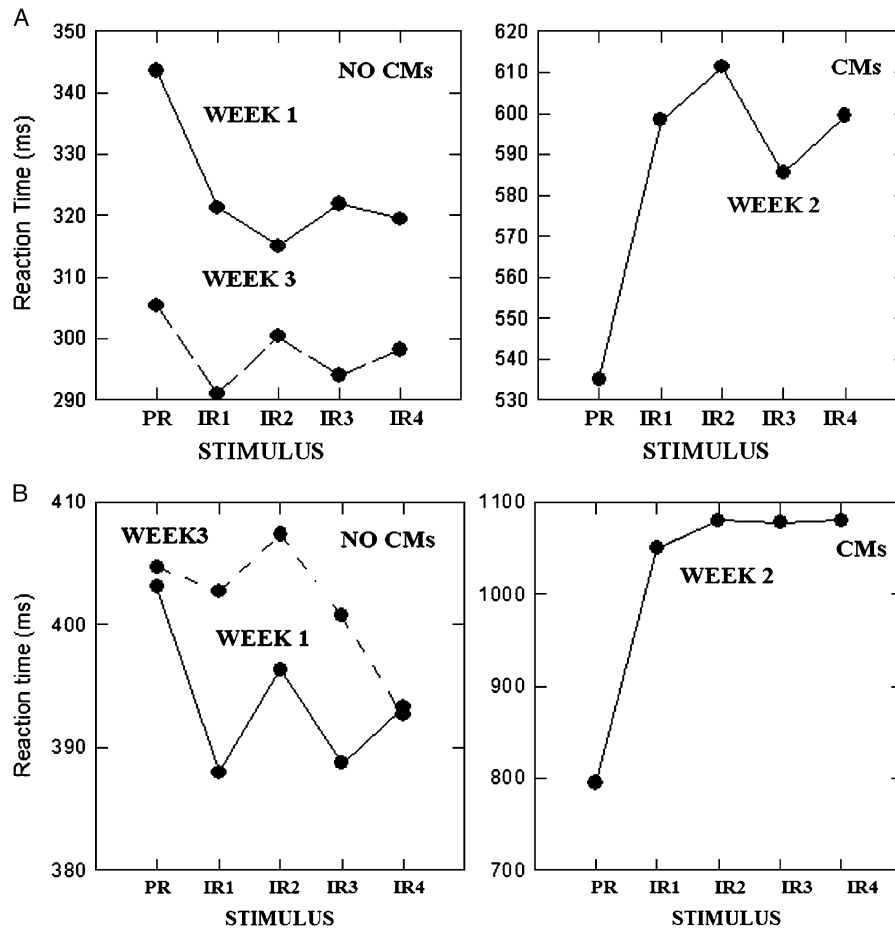 A
Reaction Time (ms)
350
340
330
320
310
300
290
NO CMs
WEEK 1
WEEK 3
PR IR1 IR2 IR3 IR4
STIMULUS
620
610
600
590
580
570
560
550
540
530
CMs
WEEK 2
PR IR1 IR2 IR3 IR4
STIMULUS
B
Reaction time (ms)
410
400
390
380
WEEK3
NO CMs
WEEK 1
PR IR1 IR2 IR3 IR4
STIMULUS
1100
1000
900
800
700
CMs
WEEK 2
PR IR1 IR2 IR3 IR4
STIMULUS